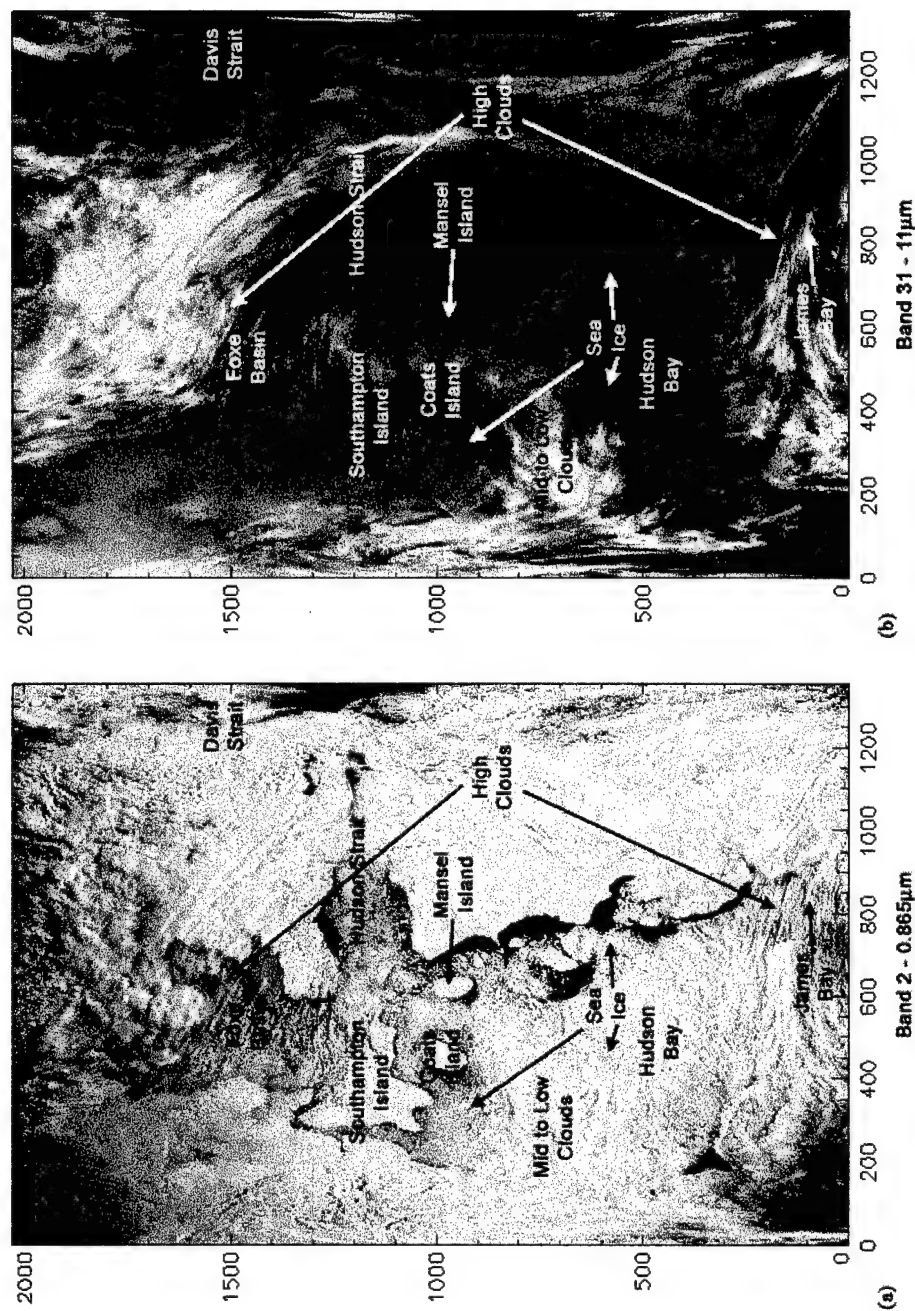 (a)
2000
1500
1000
500
0
0
200
400
600
800
1000
1200
Band 2 - 0.865µm
Davis
Strait
Hudson Strait
High
Clouds
Southampton
Island
Mansel
Island
Sea
Ice
Mid to Low
Clouds
Hudson
Bay
James
Bay
(b)
2000
1500
1000
500
0
0
200
400
600
800
1000
1200
Band 31 - 11µm
Davis
Strait
Foxe
Basin
Hudson Strait
High
Clouds
Southampton
Island
Coats
Island
Mansel
Island
Sea
Ice
Mid to Low
Clouds
Hudson
Bay
James
Bay